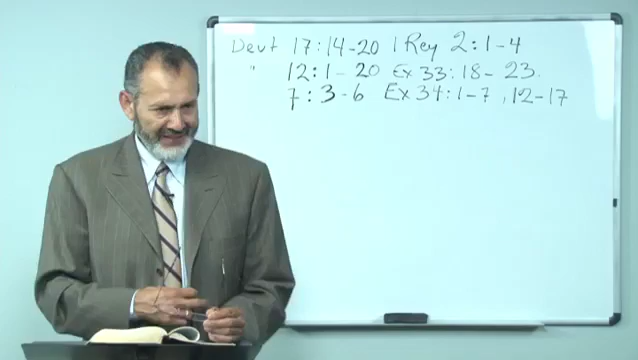 Deut 17:14-20 1 Rey 2:1-4
" 12:1-20 Ex 33:18-23.
7:3-6 Ex 34:1-7, 12-17